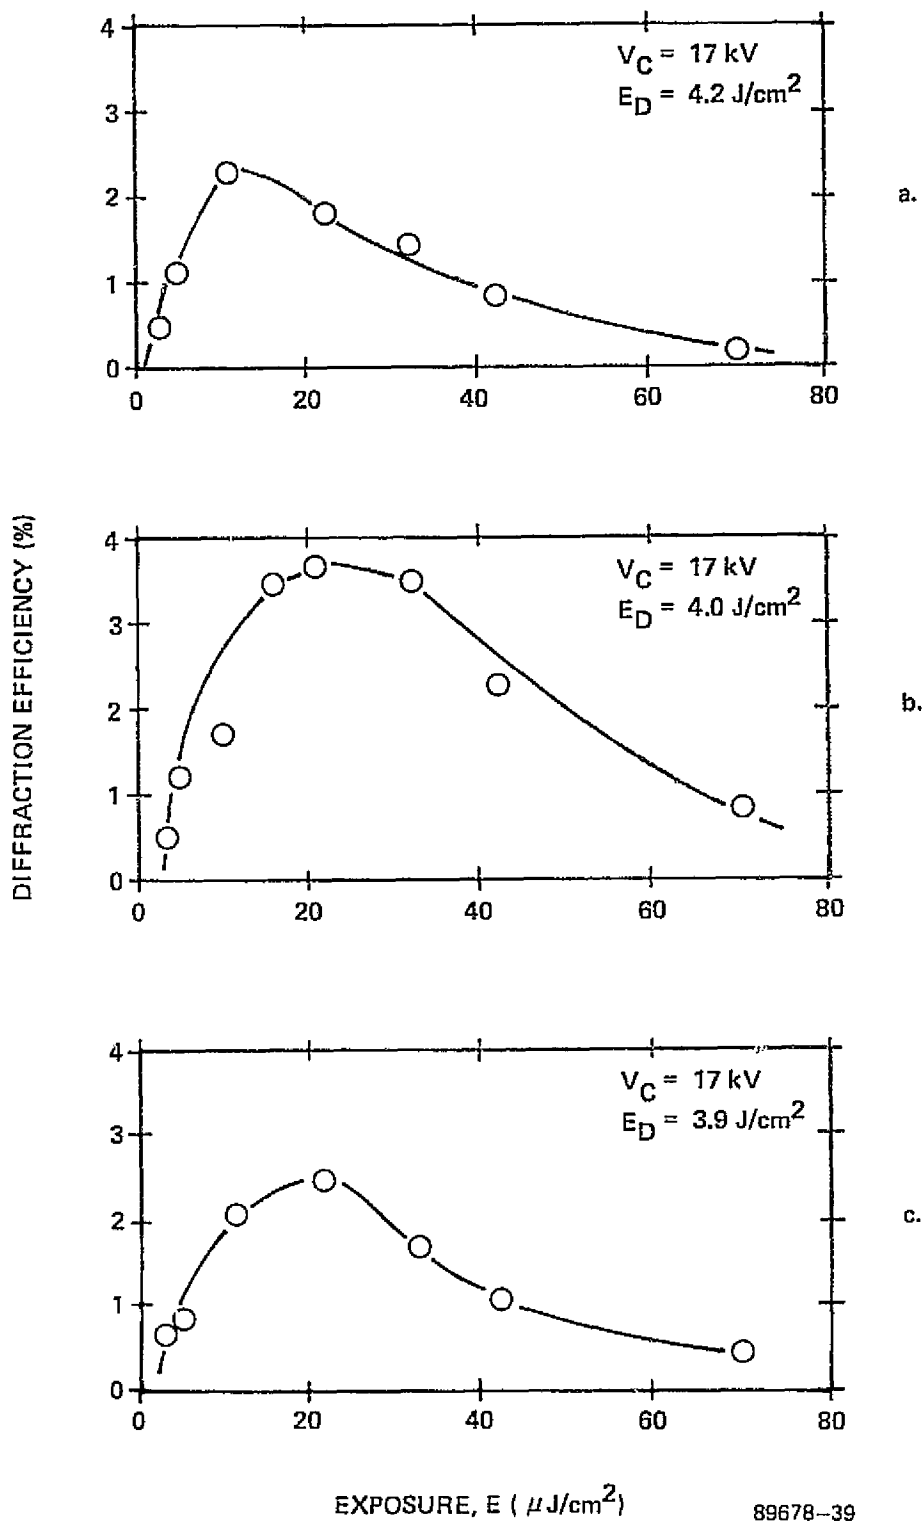 4
3
2
1
0
0 20 40 60 80
V_C = 17 kV
E_D = 4.2 J/cm²
a.
DIFFRACTION EFFICIENCY (%)
4
3
2
1
0
0 20 40 60 80
V_C = 17 kV
E_D = 4.0 J/cm²
b.
4
3
2
1
0
0 20 40 60 80
V_C = 17 kV
E_D = 3.9 J/cm²
c.
EXPOSURE, E ( μJ/cm²)
89678–39